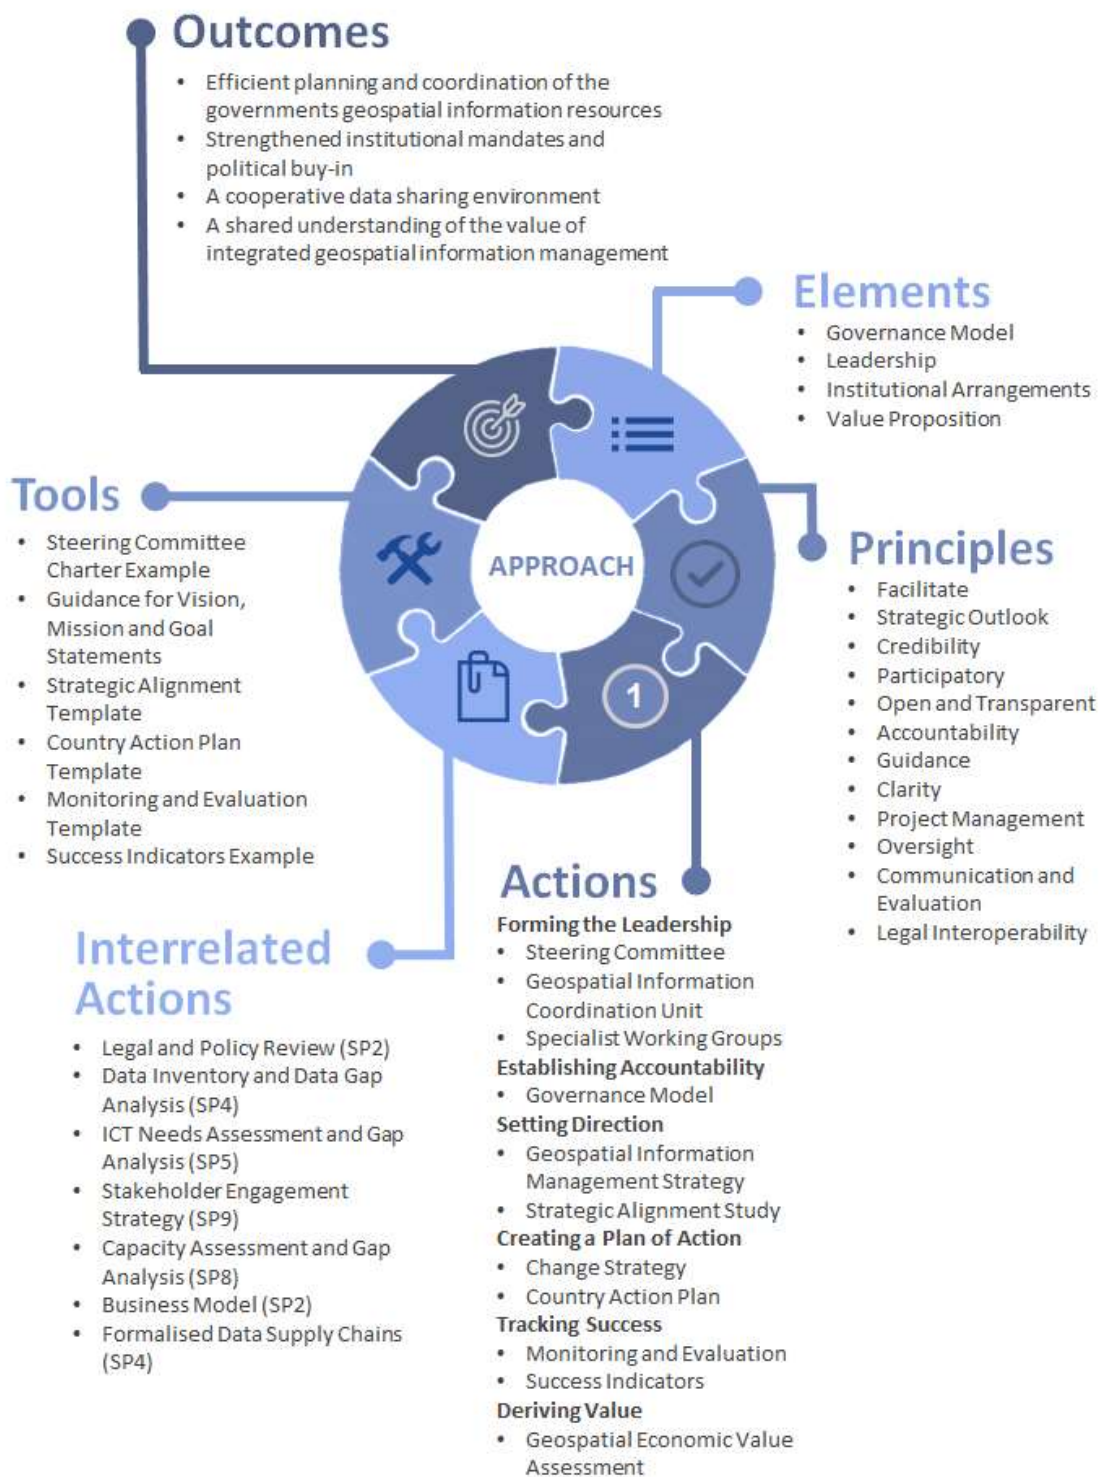 Outcomes
• Efficient planning and coordination of the
governments geospatial information resources
• Strengthened institutional mandates and
political buy-in
• A cooperative data sharing environment
• A shared understanding of the value of
integrated geospatial information management
Elements
• Governance Model
• Leadership
• Institutional Arrangements
• Value Proposition
Tools
• Steering Committee
Charter Example
• Guidance for Vision,
Mission and Goal
Statements
• Strategic Alignment
Template
• Country Action Plan
Template
• Monitoring and Evaluation
Template
• Success Indicators Example
APPROACH
1
Principles
• Facilitate
• Strategic Outlook
• Credibility
• Participatory
• Open and Transparent
• Accountability
• Guidance
• Clarity
• Project Management
• Oversight
• Communication and
Evaluation
• Legal Interoperability
Interrelated
Actions
• Legal and Policy Review (SP2)
• Data Inventory and Data Gap
Analysis (SP4)
• ICT Needs Assessment and Gap
Analysis (SP5)
• Stakeholder Engagement
Strategy (SP9)
• Capacity Assessment and Gap
Analysis (SP8)
• Business Model (SP2)
• Formalised Data Supply Chains
(SP4)
Actions
Forming the Leadership
• Steering Committee
• Geospatial Information
Coordination Unit
• Specialist Working Groups
Establishing Accountability
• Governance Model
Setting Direction
• Geospatial Information
Management Strategy
• Strategic Alignment Study
Creating a Plan of Action
• Change Strategy
• Country Action Plan
Tracking Success
• Monitoring and Evaluation
• Success Indicators
Deriving Value
• Geospatial Economic Value
Assessment